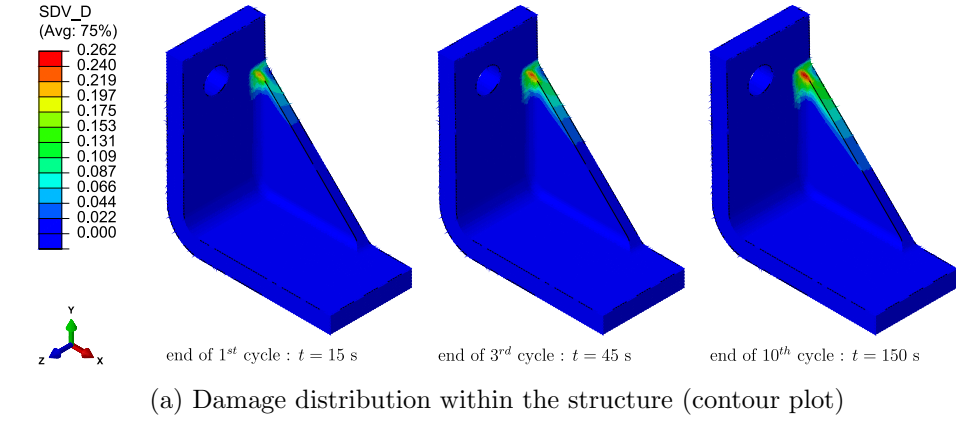 SDV_D
(Avg: 75%)
0.262
0.240
0.219
0.197
0.175
0.153
0.131
0.109
0.087
0.066
0.044
0.022
0.000
Y
Z
X
end of 1st cycle : t = 15 s
end of 3rd cycle : t = 45 s
end of 10th cycle : t = 150 s
(a) Damage distribution within the structure (contour plot)